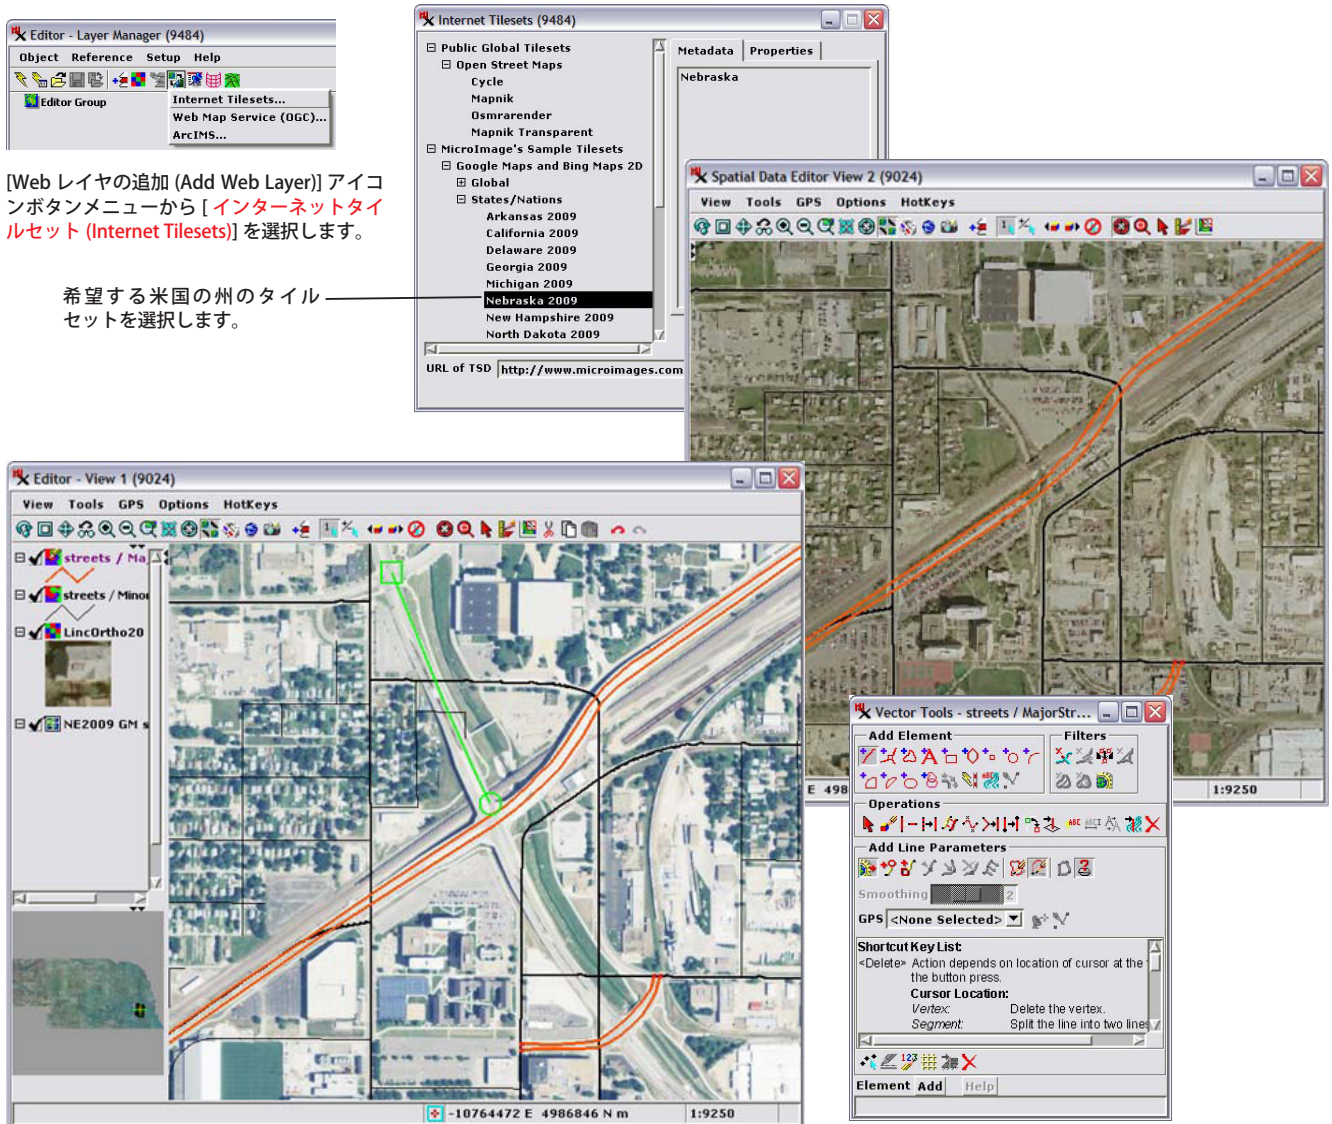 Editor - Layer Manager (9484)
Object Reference Setup Help
Editor Group
Internet Tilesets...
Web Map Service (OGC)...
ArcIMS...
[Web レイヤの追加 (Add Web Layer)] アイコ
ンボタンメニューから [ インターネットタイ
ルセット (Internet Tilesets)] を選択します。
希望する米国の州のタイル
セットを選択します。
Internet Tilesets (9484)
Public Global Tilesets
Open Street Maps
Cycle
Mapnik
Osmrarender
Mapnik Transparent
MicroImage's Sample Tilesets
Google Maps and Bing Maps 2D
Global
States/Nations
Arkansas 2009
California 2009
Delaware 2009
Georgia 2009
Michigan 2009
Nebraska 2009
New Hampshire 2009
North Dakota 2009
Metadata Properties
Nebraska
URL of TSD http://www.microimages.com
Spatial Data Editor View 2 (9024)
View Tools GPS Options HotKeys
E 498
1:9250
Editor - View 1 (9024)
View Tools GPS Options HotKeys
streets / Ma
streets / Minor
LincOrtho20
NE2009 GM s
-10764472 E 4986846 N m 1:9250
Vector Tools - streets / MajorStr...
Add Element Filters
Operations
Add Line Parameters
Smoothing 2
GPS <None Selected>
Shortcut Key List:
<Delete> Action depends on location of cursor at the
the button press.
Cursor Location:
Vertex: Delete the vertex.
Segment: Split the line into two lines
Element Add Help